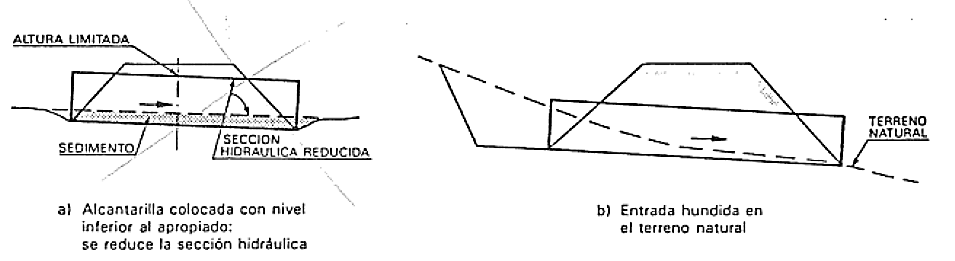 ALTURA LIMITADA
SEDIMENTO
SECCION
HIDRAULICA REDUCIDA
a) Alcantarilla colocada con nivel
inferior al apropiado:
se reduce la sección hidráulica
TERRENO
NATURAL
b) Entrada hundida en
el terreno natural